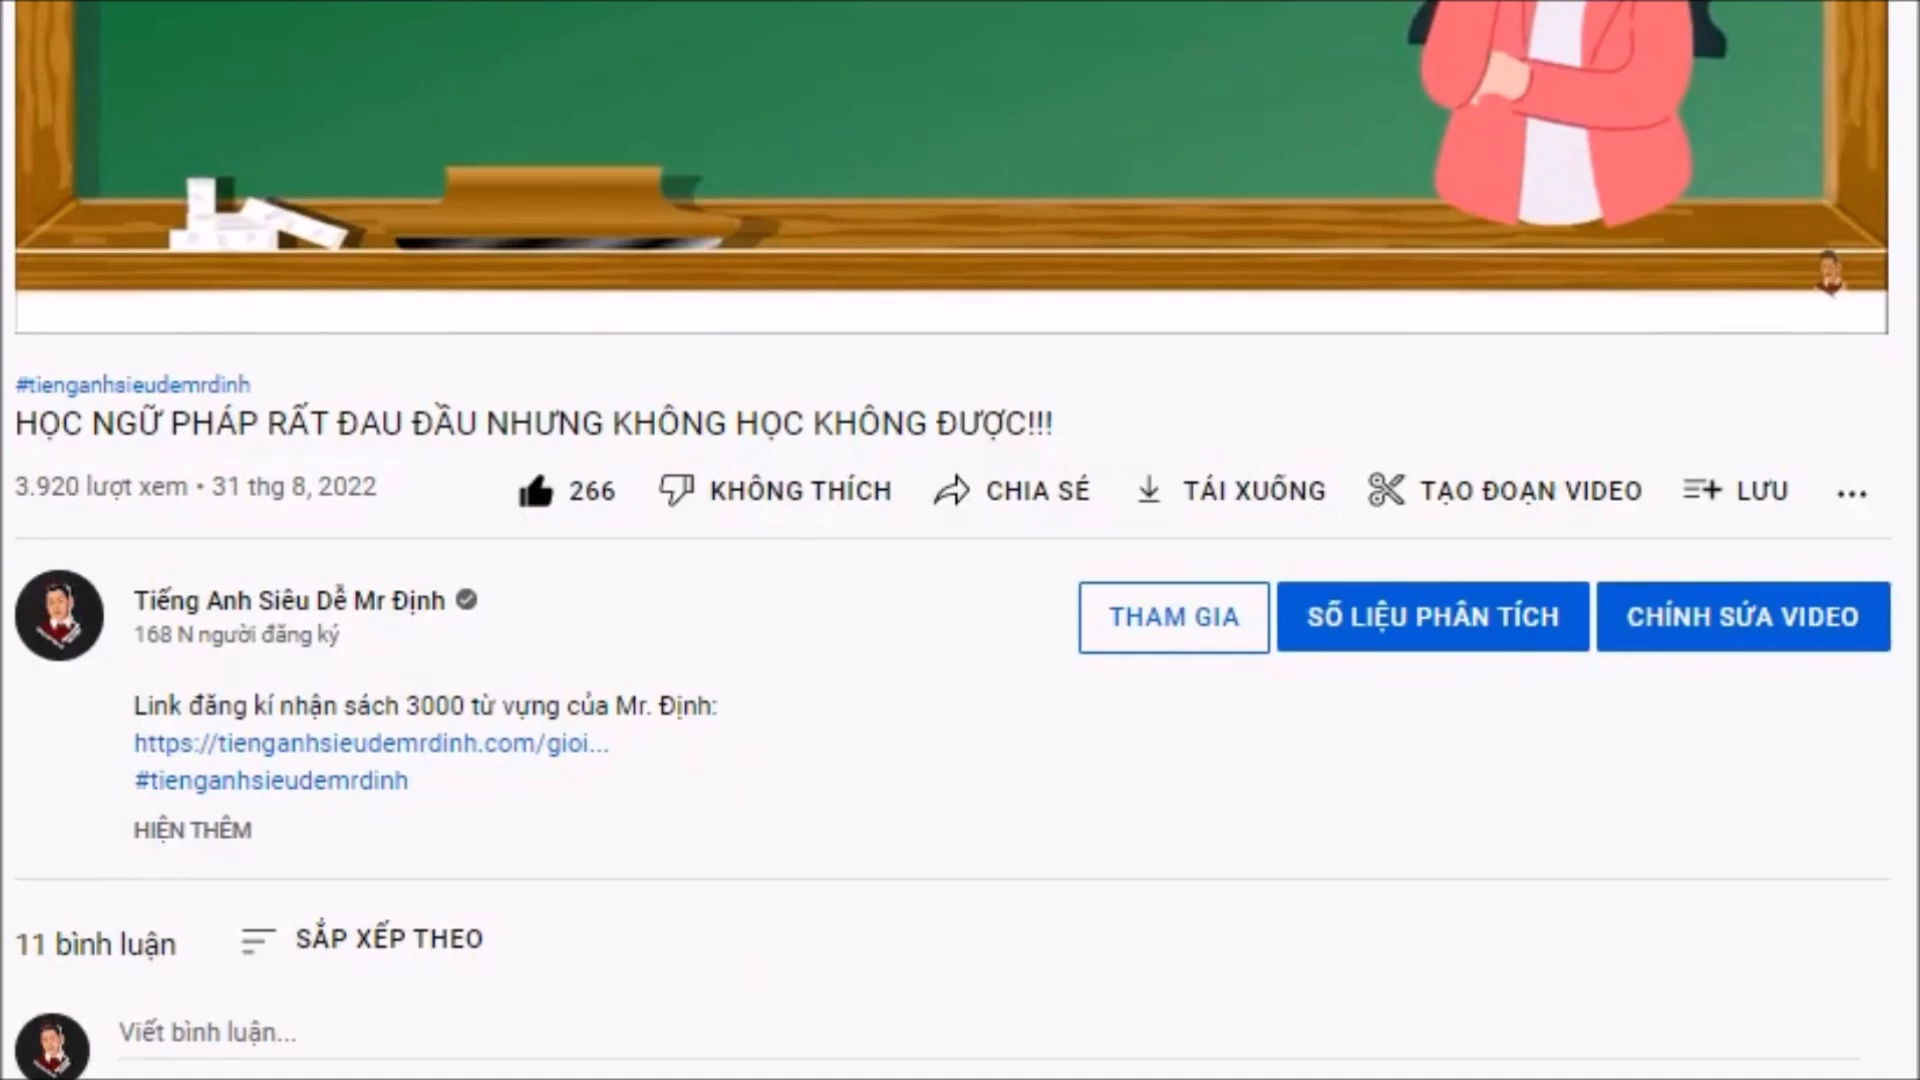 #tienganhsieudemrdinh
HỌC NGỮ PHÁP RẤT ĐAU ĐẦU NHƯNG KHÔNG HỌC KHÔNG ĐƯỢC!!!
3.920 lượt xem • 31 thg 8, 2022
266 KHÔNG THÍCH CHIA SẺ TẢI XUỐNG TẠO ĐOẠN VIDEO LƯU ...
Tiếng Anh Siêu Dễ Mr Định
168 N người đăng ký
THAM GIA SỐ LIỆU PHÂN TÍCH CHỈNH SỬA VIDEO
Link đăng kí nhận sách 3000 từ vựng của Mr. Định:
https://tienganhsieudemrdinh.com/gioi...
#tienganhsieudemrdinh
HIỆN THÊM
11 bình luận SẮP XẾP THEO
Viết bình luận...